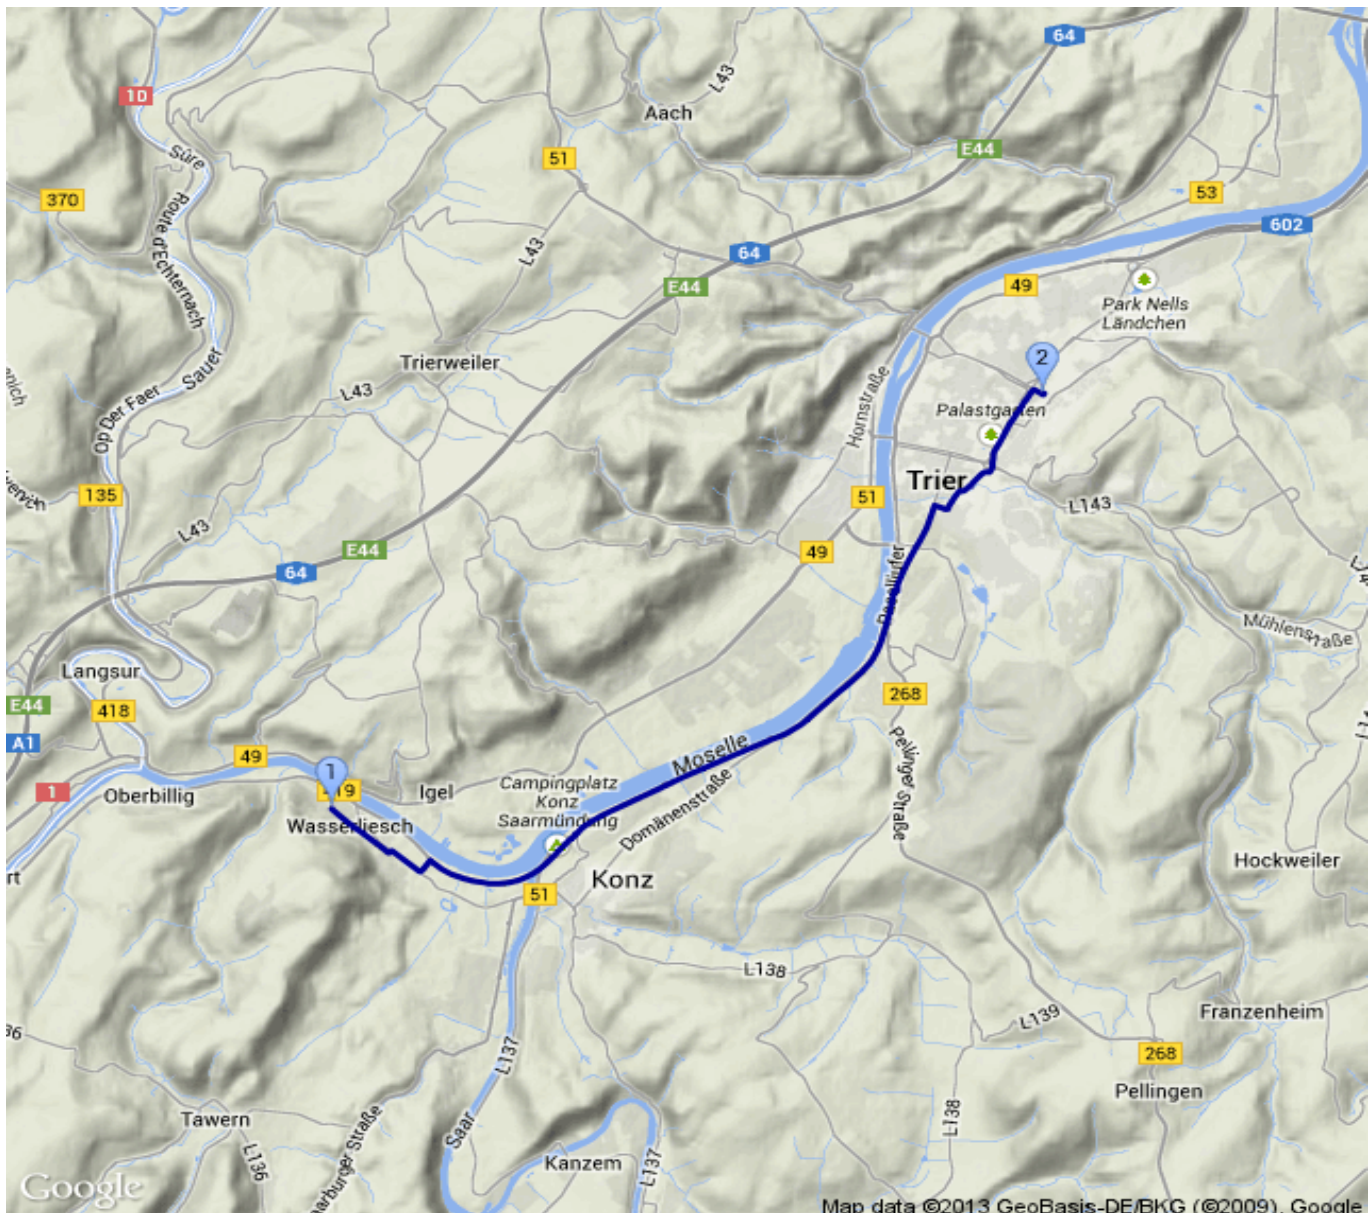 64
L43
1D
Aach
Sûre
51
E44
370
53
Route d'Echternach
602
L43
64
E44
49
Park Nells
Ländchen
2
Sauer
Trierweiler
L43
Hornstraße
Palastgarten
Op Der Faer
Trier
135
51
L143
L43
E44
49
64
Mühlenstraße
Langsur
E44
268
418
A1
49
Moselle
Pellinger Straße
1
Igel
Campingplatz
Konz
Saarmündung
1
Oberbillig
Wasserliesch
Domänenstraße
Hockweiler
Konz
51
L138
L139
Franzenheim
L137
268
Pellingen
Tawern
Saar
L138
L136
Kanzem
L137
Google
Map data ©2013 GeoBasis-DE/BKG (©2009), Google